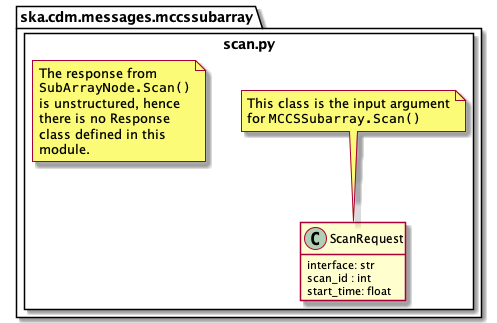 ska.cdm.messages.mccssubarray
scan.py
The response from
SubArrayNode.Scan()
is unstructured, hence
there is no Response
class defined in this
module.
This class is the input argument
for MCCSSubarray.Scan()
C ScanRequest
interface: str
scan_id : int
start_time: float